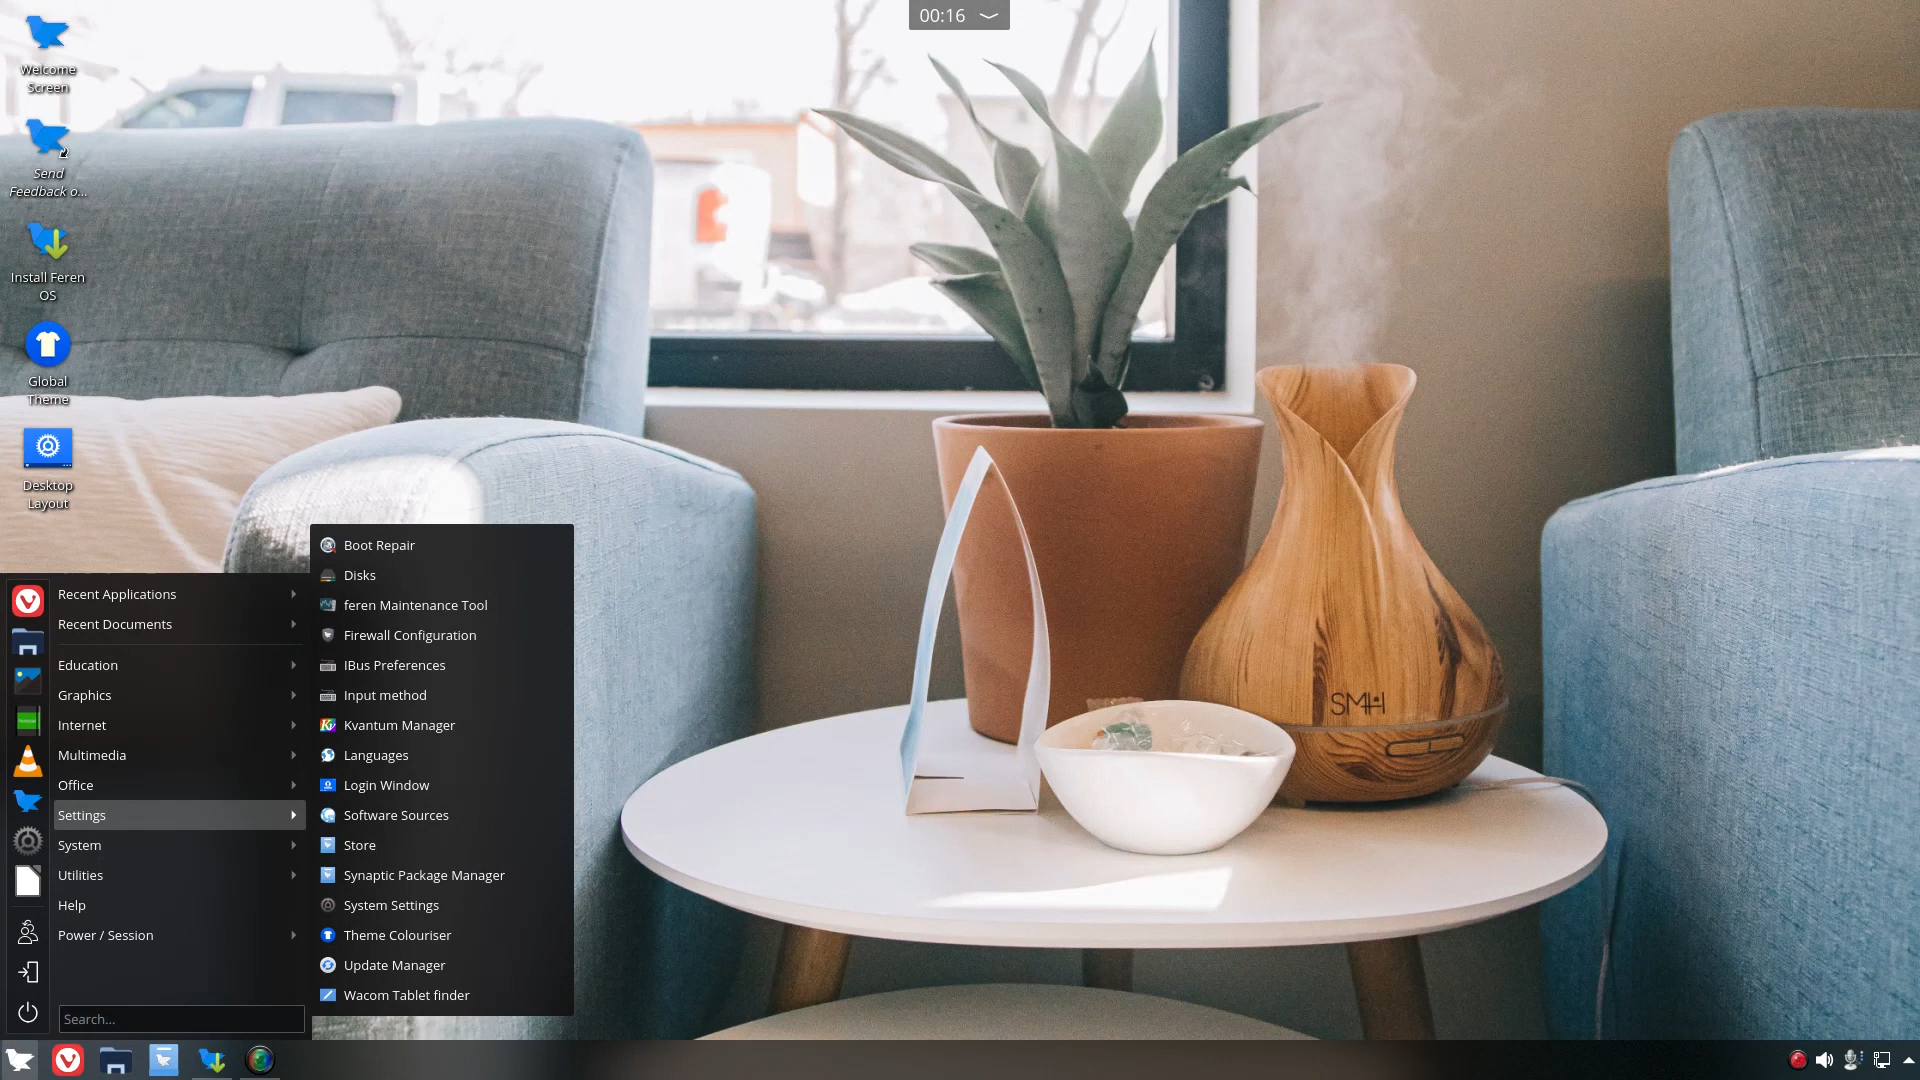 00:16
Welcome
Screen
Send
Feedback o...
Install Feren
OS
Global
Theme
Desktop
Layout
Recent Applications
Recent Documents
Education
Graphics
Internet
Multimedia
Office
Settings
System
Utilities
Help
Power / Session
Search...
Boot Repair
Disks
feren Maintenance Tool
Firewall Configuration
IBus Preferences
Input method
Kvantum Manager
Languages
Login Window
Software Sources
Store
Synaptic Package Manager
System Settings
Theme Colouriser
Update Manager
Wacom Tablet finder
SMHI